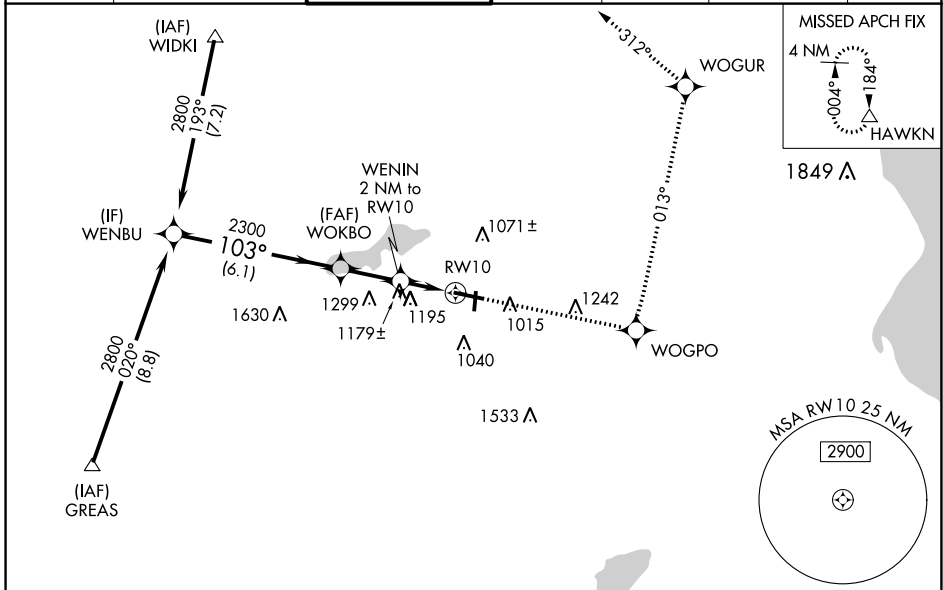 (IAF)
WIDKI
2800
193°
(7.2)
312°
WOGUR
MISSED APCH FIX
4 NM
004°
184°
HAWKN
1849
WENIN
2 NM to
RW10
(IF)
WENBU
2300
103°
(6.1)
(FAF)
WOKBO
1071±
013°
RW10
1630
1299
1179±
1195
1015
1242
1040
WOGPO
2800
020°
(8.8)
1533
(IAF)
GREAS
MSA RW10 25 NM
2900